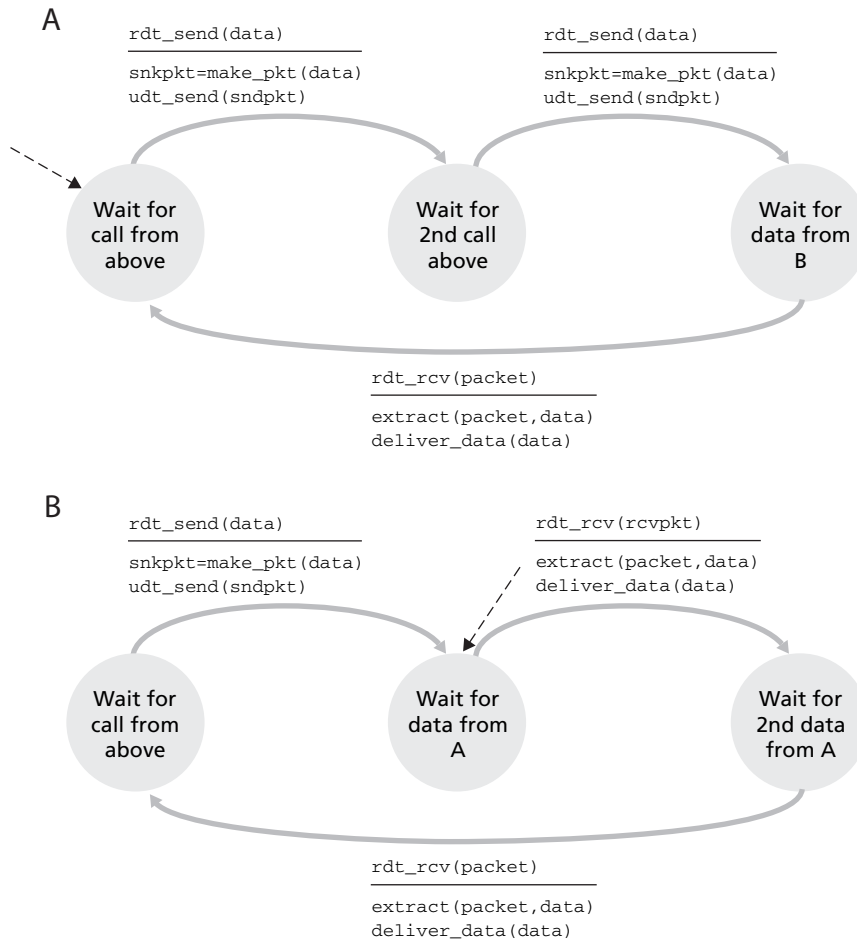 A
rdt_send(data)
snkpkt=make_pkt(data)
udt_send(sndpkt)
rdt_send(data)
snkpkt=make_pkt(data)
udt_send(sndpkt)
Wait for
call from
above
Wait for
2nd call
above
Wait for
data from
B
rdt_rcv(packet)
extract(packet,data)
deliver_data(data)
B
rdt_send(data)
snkpkt=make_pkt(data)
udt_send(sndpkt)
rdt_rcv(rcvpkt)
extract(packet,data)
deliver_data(data)
Wait for
call from
above
Wait for
data from
A
Wait for
2nd data
from A
rdt_rcv(packet)
extract(packet,data)
deliver_data(data)